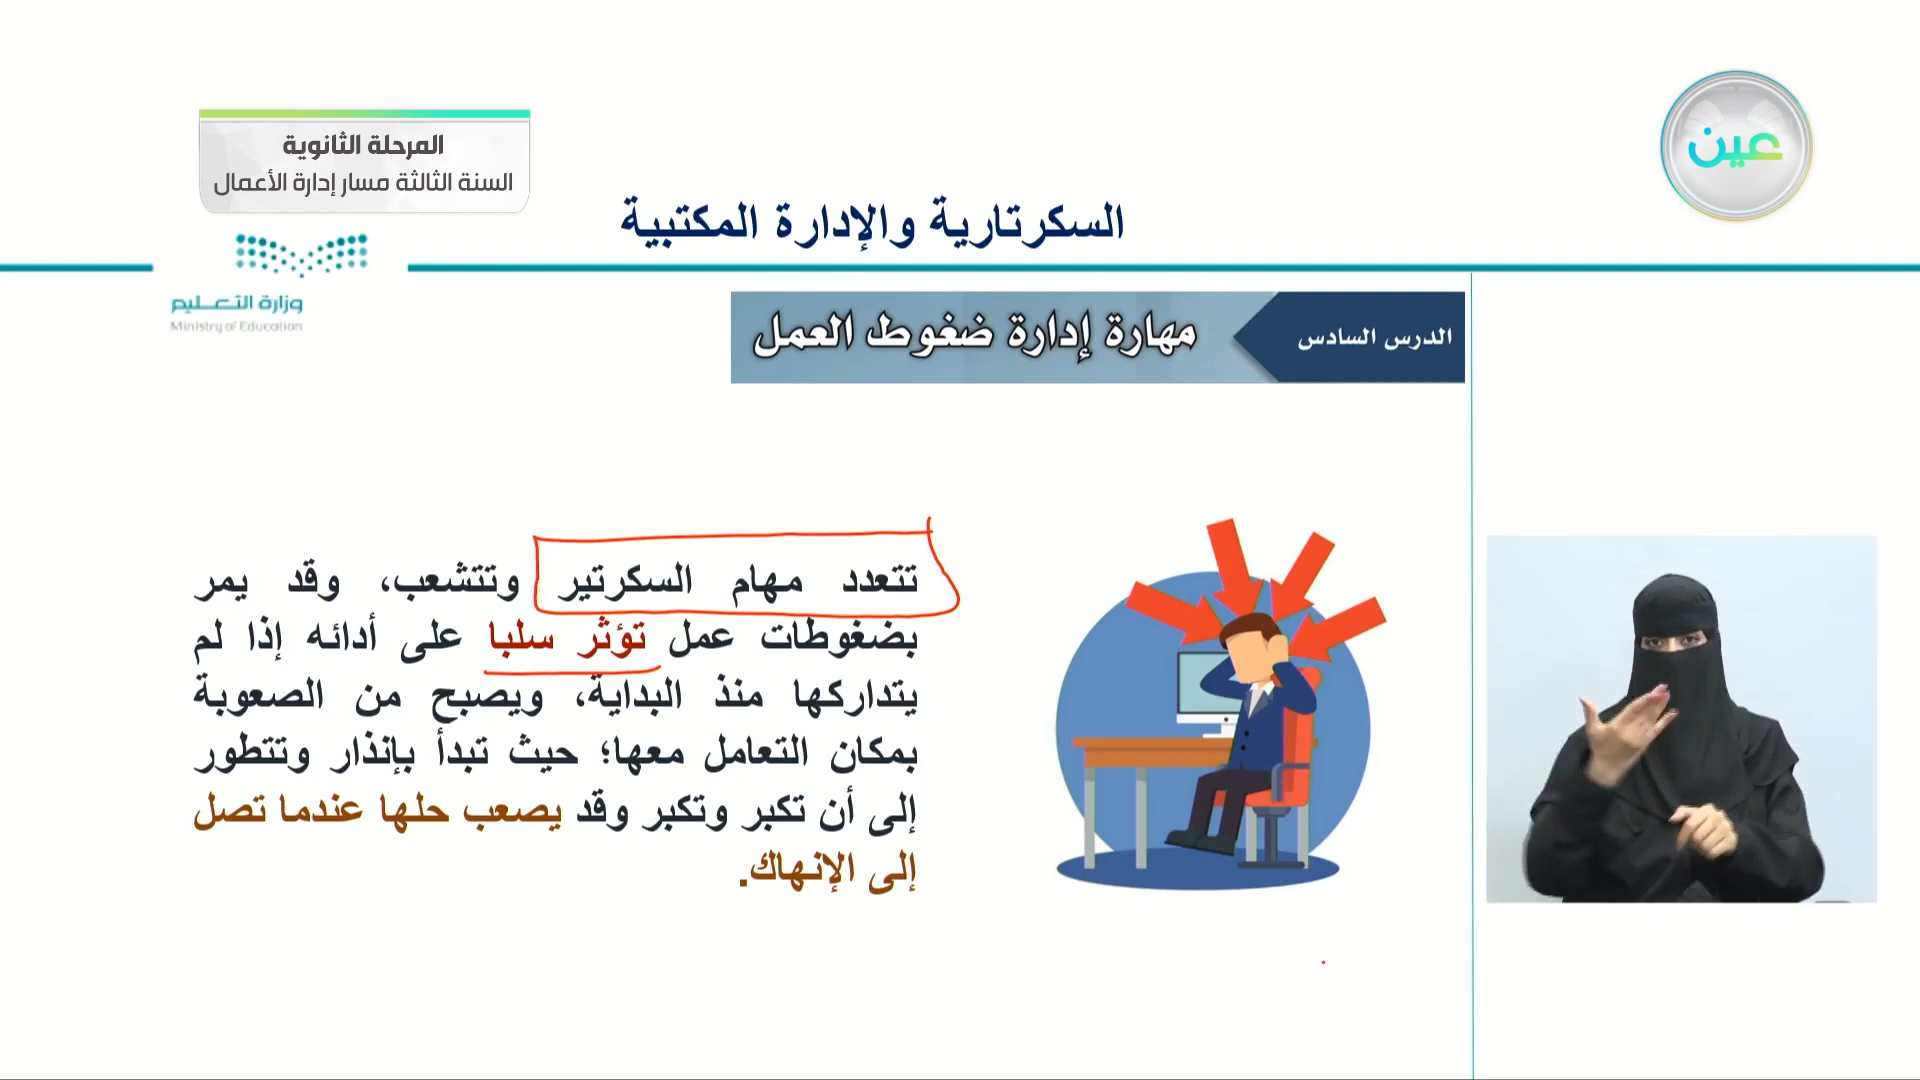 المرحلة الثانوية
السنة الثالثة مسار إدارة الأعمال
عين
السكرتارية والإدارة المكتبية
وزارة التعليم
Ministry of Education
الدرس السادس
مهارة إدارة ضغوط العمل
تتعدد مهام السكرتير وتتشعب، وقد يمر
بضغوطات عمل تؤثر سلبا على أدائه إذا لم
يتداركها منذ البداية، ويصبح من الصعوبة
بمكان التعامل معها؛ حيث تبدأ بإنذار وتتطور
إلى أن تكبر وتكبر وقد يصعب حلها عندما تصل
إلى الإنهاك.